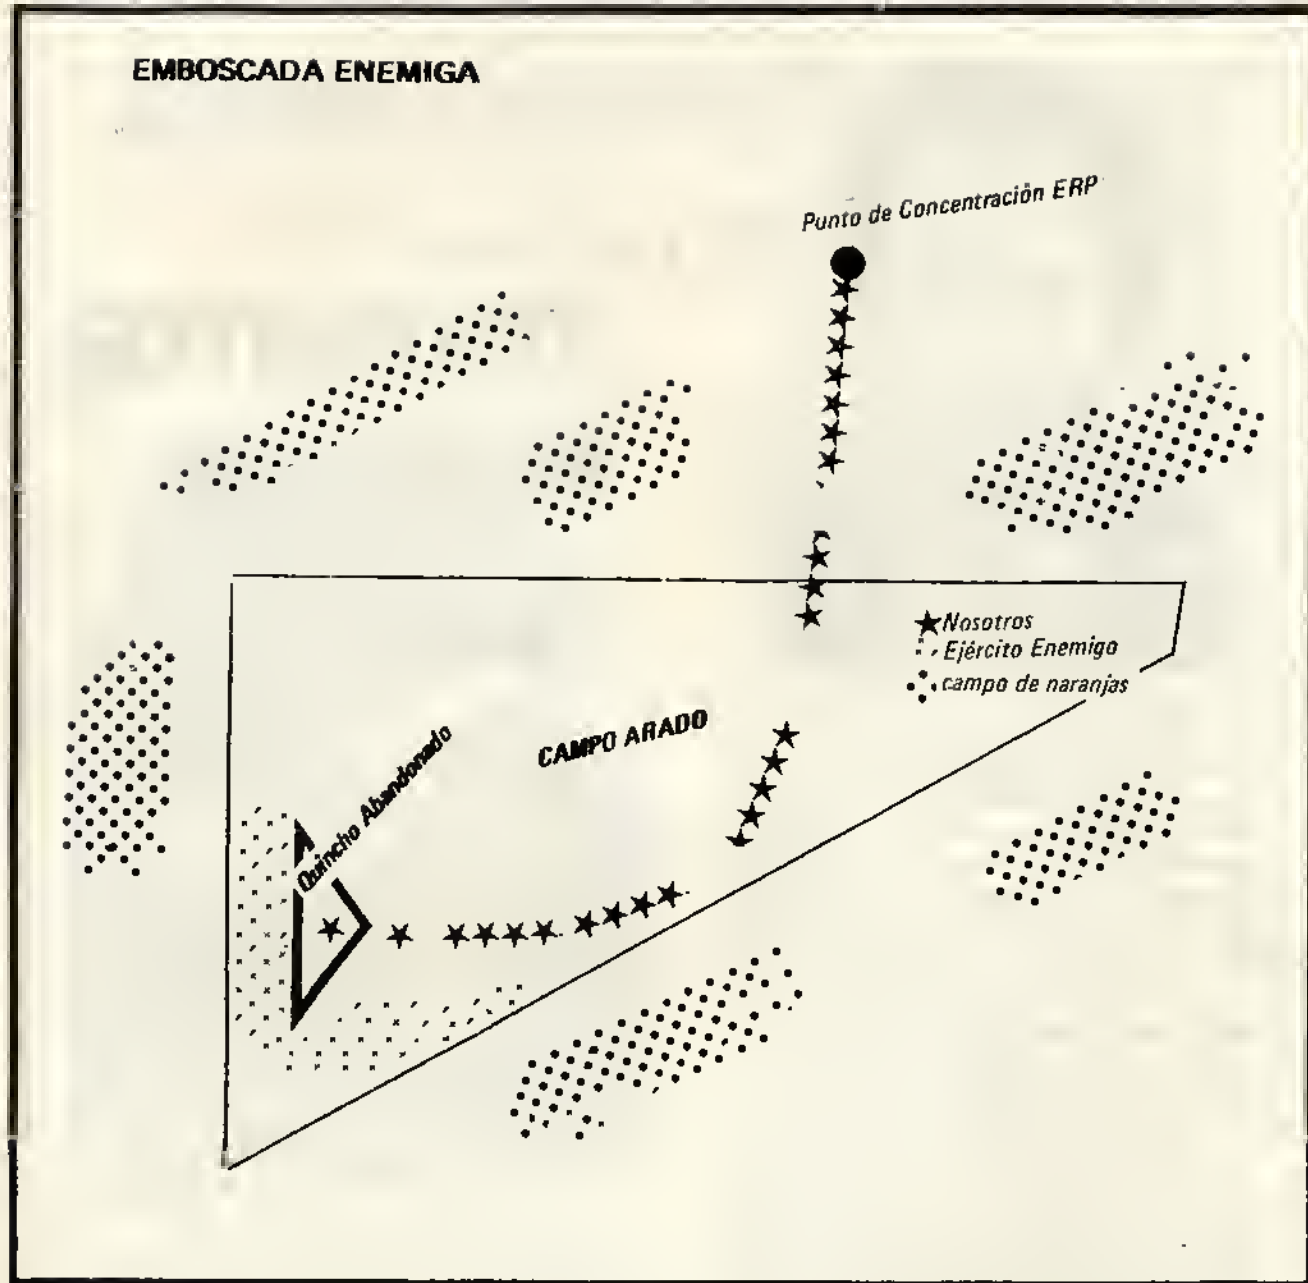 EMBOSCADA ENEMIGA
Punto de Concentración ERP
Nosotros
Ejército Enemigo
campo de naranjas
CAMPO ARADO
Quincho Abandonado